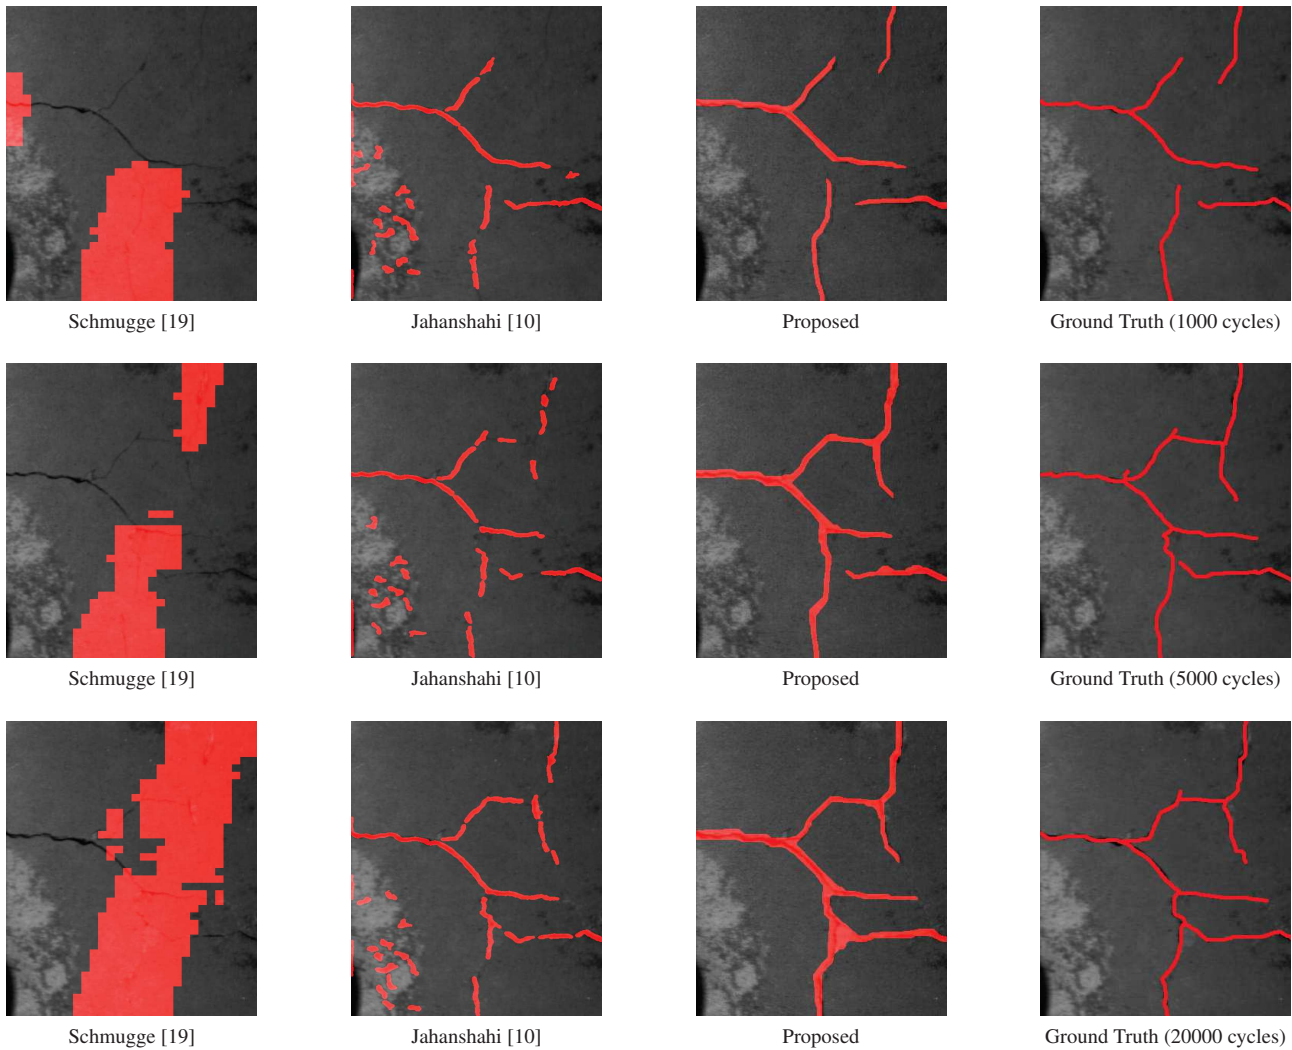 Schmugge [19]
Jahanshahi [10]
Proposed
Ground Truth (1000 cycles)
Schmugge [19]
Jahanshahi [10]
Proposed
Ground Truth (5000 cycles)
Schmugge [19]
Jahanshahi [10]
Proposed
Ground Truth (20000 cycles)